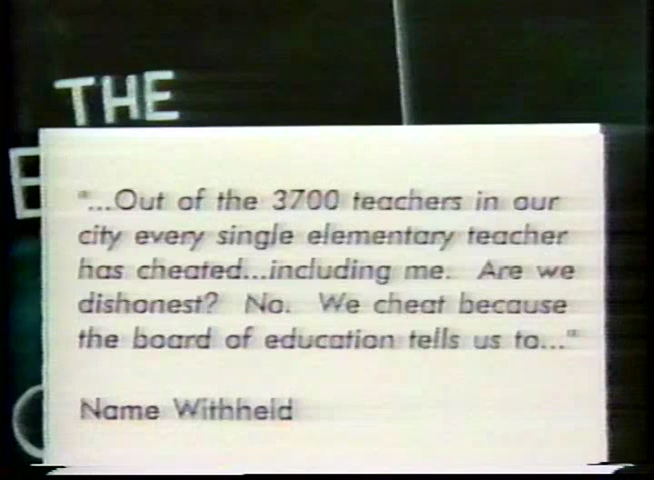 THE
E
"...Out of the 3700 teachers in our
city every single elementary teacher
has cheated...including me. Are we
dishonest? No. We cheat because
the board of education tells us to..."
Name Withheld